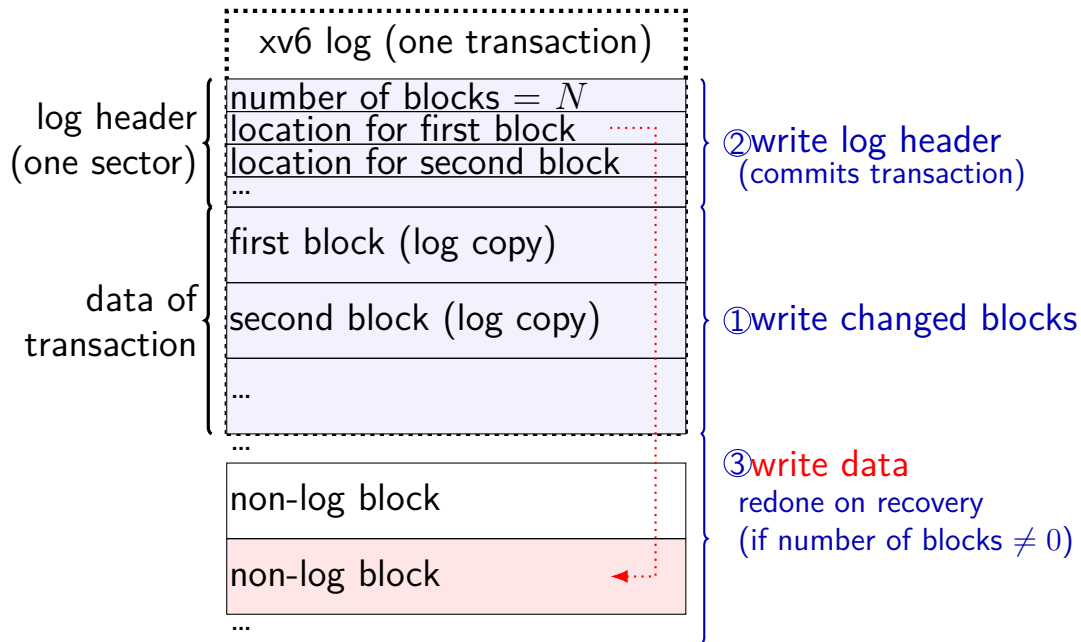 xv6 log (one transaction)
log header
(one sector)
number of blocks = N
location for first block
location for second block
...
②write log header
(commits transaction)
data of
transaction
first block (log copy)
second block (log copy)
...
①write changed blocks
...
non-log block
non-log block
...
③write data
redone on recovery
(if number of blocks ≠ 0)